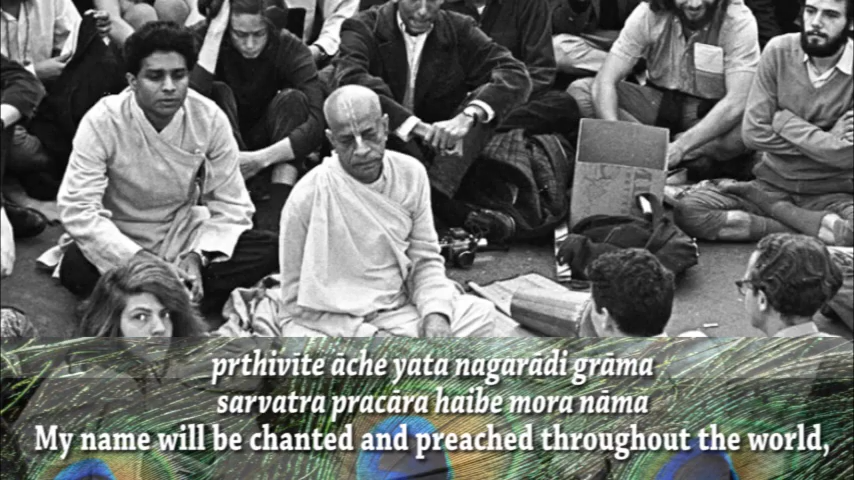 prthivīte āche yata nagarādi grāma
sarvatra pracāra haibe mora nāma
My name will be chanted and preached throughout the world,